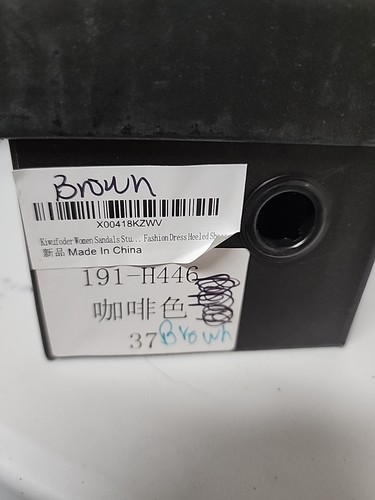 Brown
X00418KZWV
Kiwufoder Women Sandals Stu... Fashion Dress Heeled Shoes
新品 Made In China
191-H446
咖啡色
37 Brown